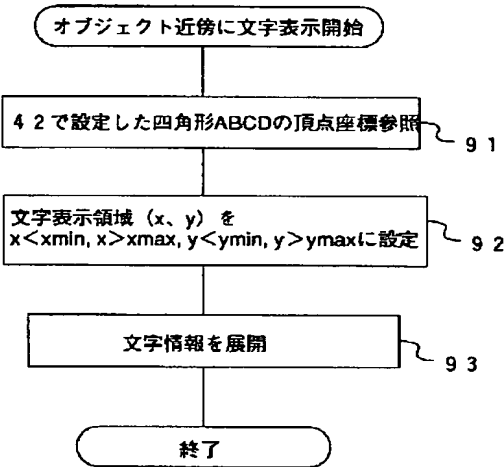 オブジェクト近傍に文字表示開始
42で設定した四角形ABCDの頂点座標参照
91
文字表示領域（x、y）を
x＜xmin, x＞xmax, y＜ymin, y＞ymaxに設定
92
文字情報を展開
93
終了